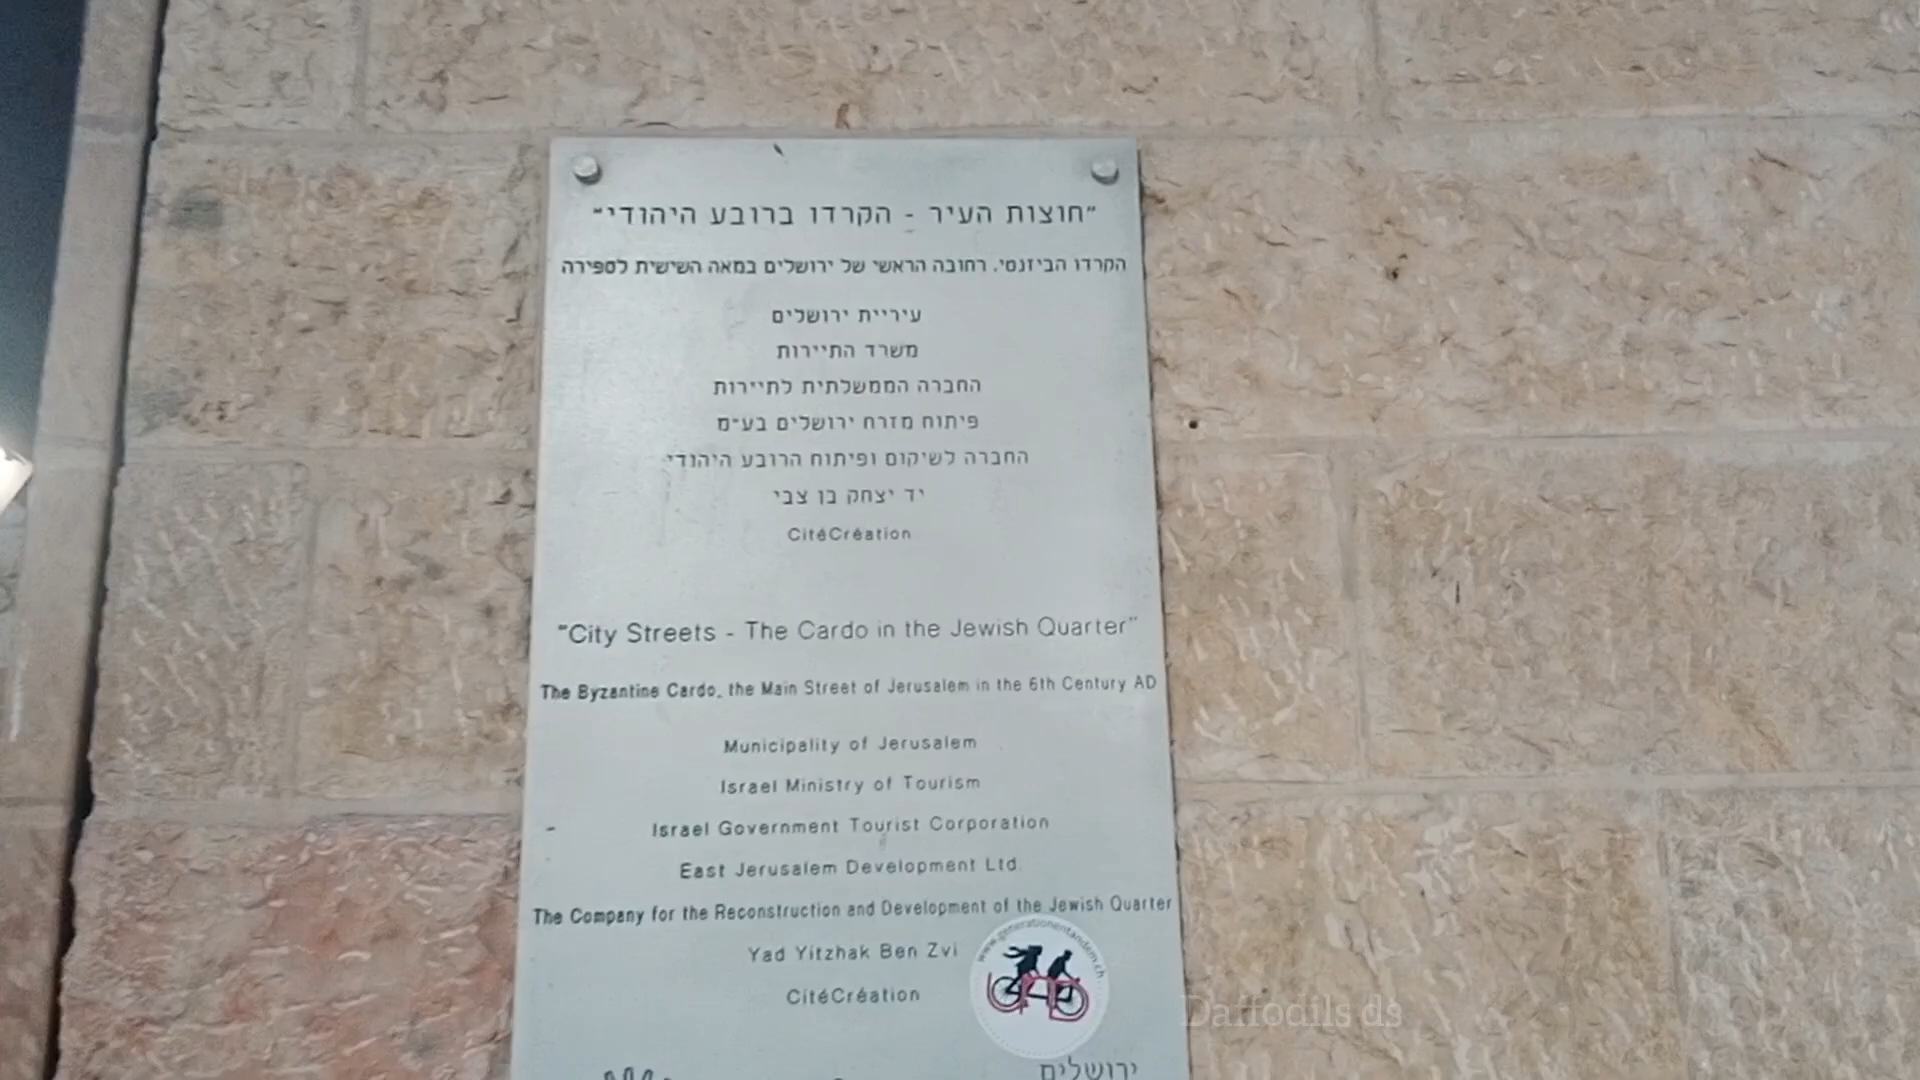 "חוצות העיר - הקרדו ברובע היהודי"
הקרדו הביזנטי, רחובה הראשי של ירושלים במאה השישית לספירה
עיריית ירושלים
משרד התיירות
החברה הממשלתית לתיירות
פיתוח מזרח ירושלים בע"מ
החברה לשיקום ופיתוח הרובע היהודי
יד יצחק בן צבי
CitéCréation
"City Streets - The Cardo in the Jewish Quarter"
The Byzantine Cardo, the Main Street of Jerusalem in the 6th Century AD
Municipality of Jerusalem
Israel Ministry of Tourism
Israel Government Tourist Corporation
East Jerusalem Development Ltd.
The Company for the Reconstruction and Development of the Jewish Quarter
Yad Yitzhak Ben Zvi
CitéCréation
www.generationentandem.ch
Daffodils ds
ירושלים